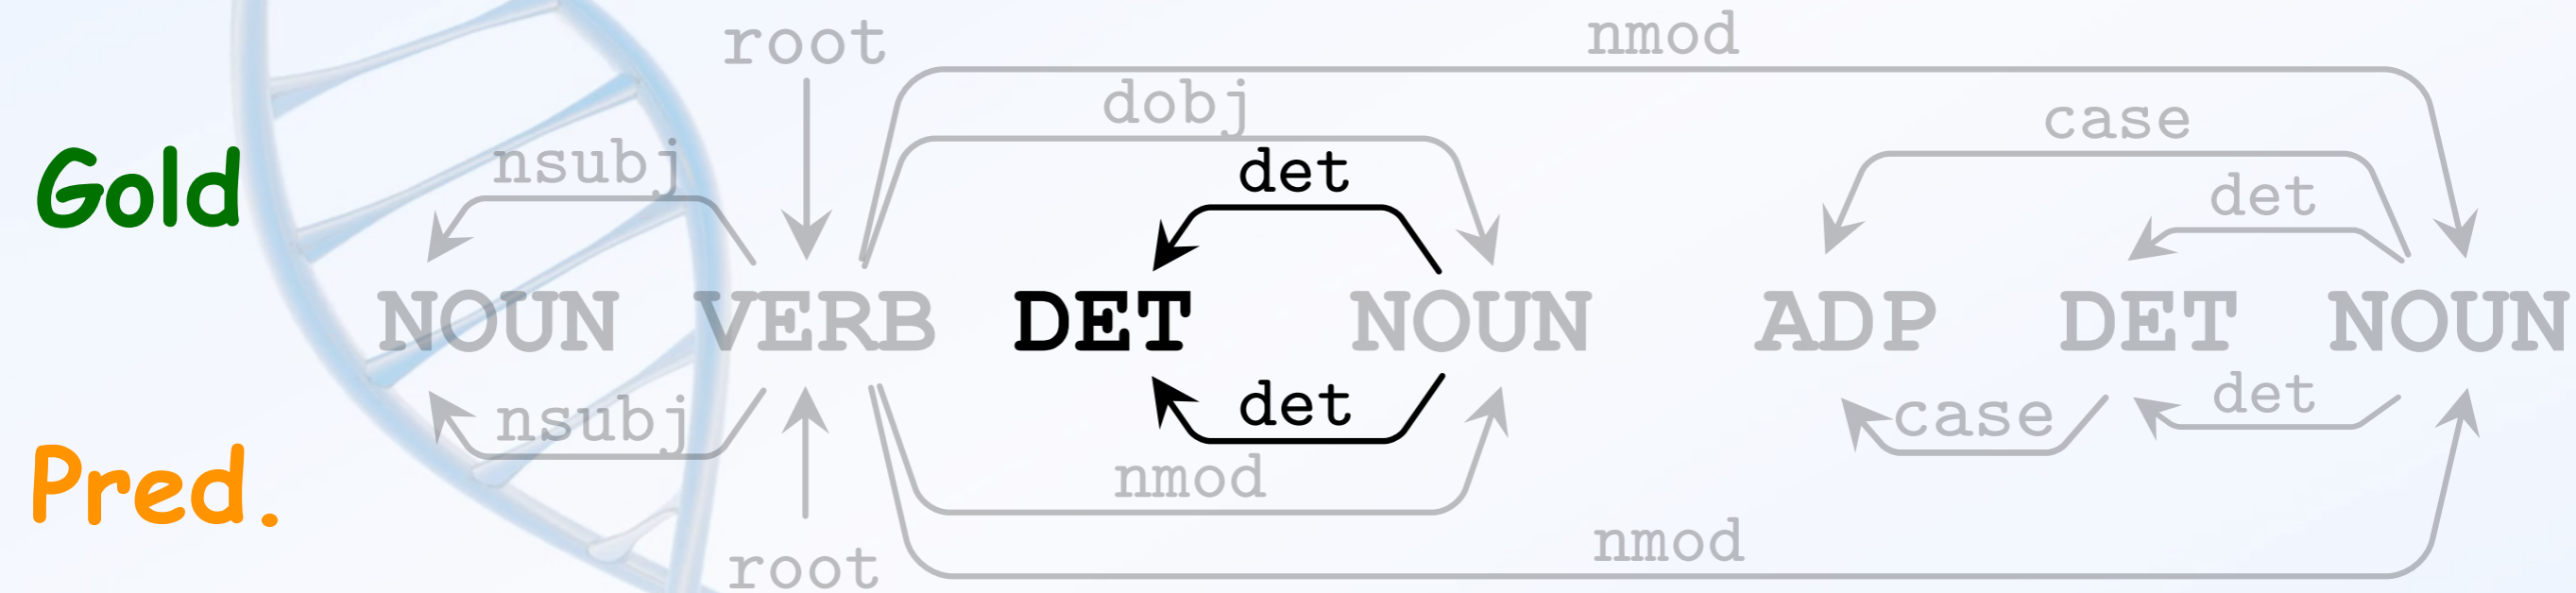 root
nmod
dobj
case
nsubj
det
det
Gold
NOUN VERB DET NOUN ADP DET NOUN
nsubj
det
case
det
Pred.
nmod
root
nmod